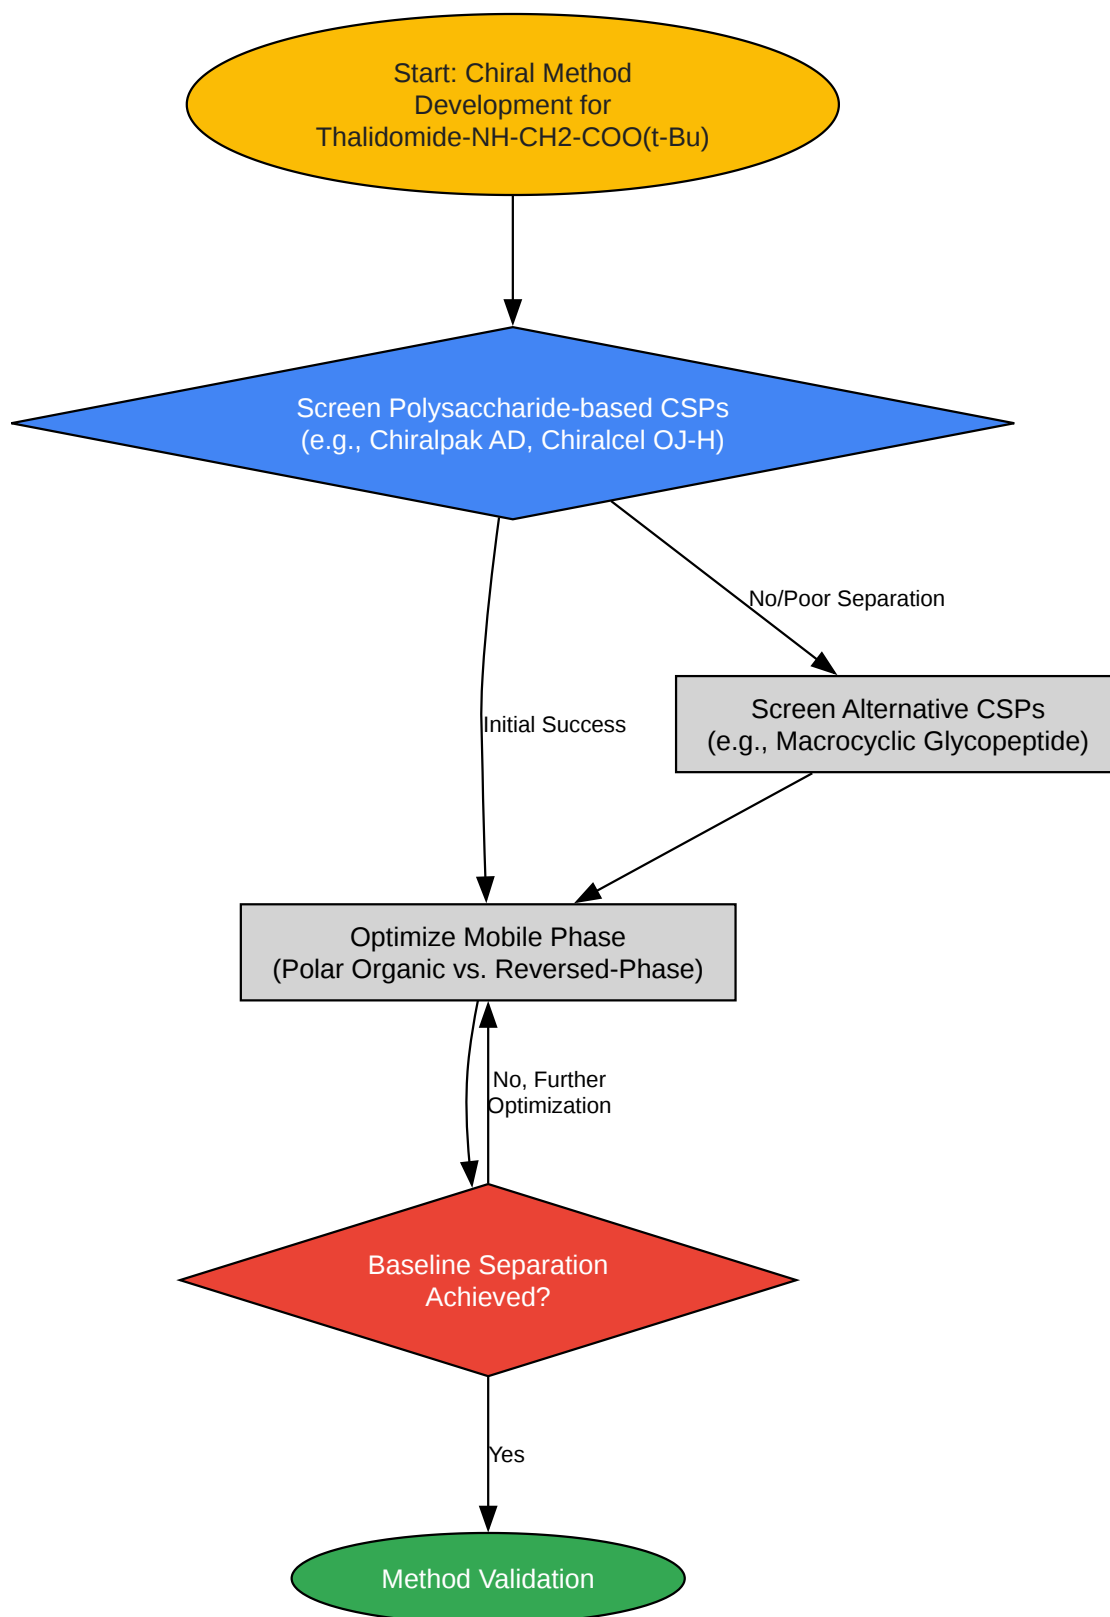 Start: Chiral Method
Development for
Thalidomide-NH-CH2-COO(t-Bu)
Screen Polysaccharide-based CSPs
(e.g., Chiralpak AD, Chiralcel OJ-H)
No/Poor Separation
Screen Alternative CSPs
(e.g., Macrocyclic Glycopeptide)
Initial Success
Optimize Mobile Phase
(Polar Organic vs. Reversed-Phase)
No, Further
Optimization
Baseline Separation
Achieved?
Yes
Method Validation